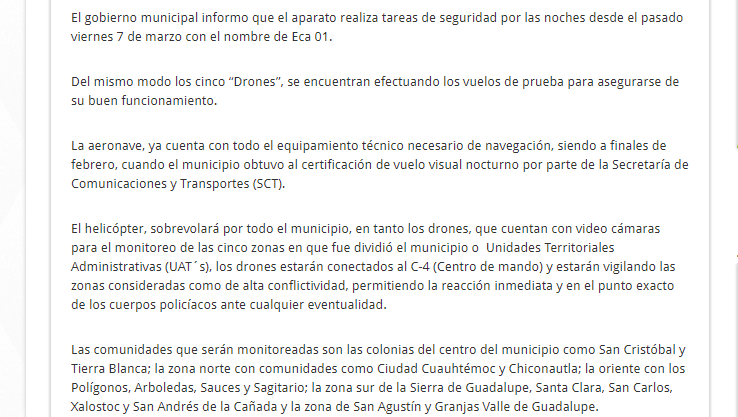 El gobierno municipal informo que el aparato realiza tareas de seguridad por las noches desde el pasado
viernes 7 de marzo con el nombre de Eca 01.
Del mismo modo los cinco “Drones”, se encuentran efectuando los vuelos de prueba para asegurarse de
su buen funcionamiento.
La aeronave, ya cuenta con todo el equipamiento técnico necesario de navegación, siendo a finales de
febrero, cuando el municipio obtuvo al certificación de vuelo visual nocturno por parte de la Secretaría de
Comunicaciones y Transportes (SCT).
El helicópter, sobrevolará por todo el municipio, en tanto los drones, que cuentan con video cámaras
para el monitoreo de las cinco zonas en que fue dividió el municipio o  Unidades Territoriales
Administrativas (UAT´s), los drones estarán conectados al C-4 (Centro de mando) y estarán vigilando las
zonas consideradas como de alta conflictividad, permitiendo la reacción inmediata y en el punto exacto
de los cuerpos policíacos ante cualquier eventualidad.
Las comunidades que serán monitoreadas son las colonias del centro del municipio como San Cristóbal y
Tierra Blanca; la zona norte con comunidades como Ciudad Cuauhtémoc y Chiconautla; la oriente con los
Polígonos, Arboledas, Sauces y Sagitario; la zona sur de la Sierra de Guadalupe, Santa Clara, San Carlos,
Xalostoc y San Andrés de la Cañada y la zona de San Agustín y Granjas Valle de Guadalupe.